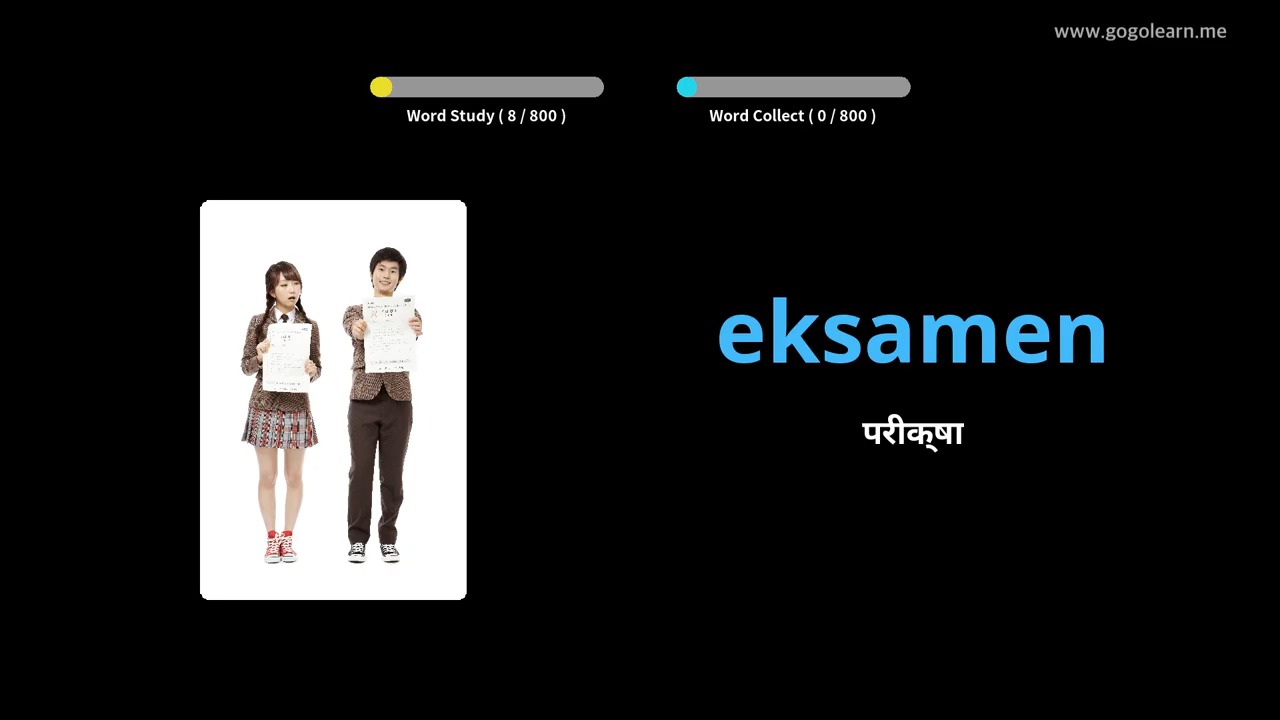 www.gogolearn.me
Word Study ( 8 / 800 )
Word Collect ( 0 / 800 )
eksamen
परीक्षा